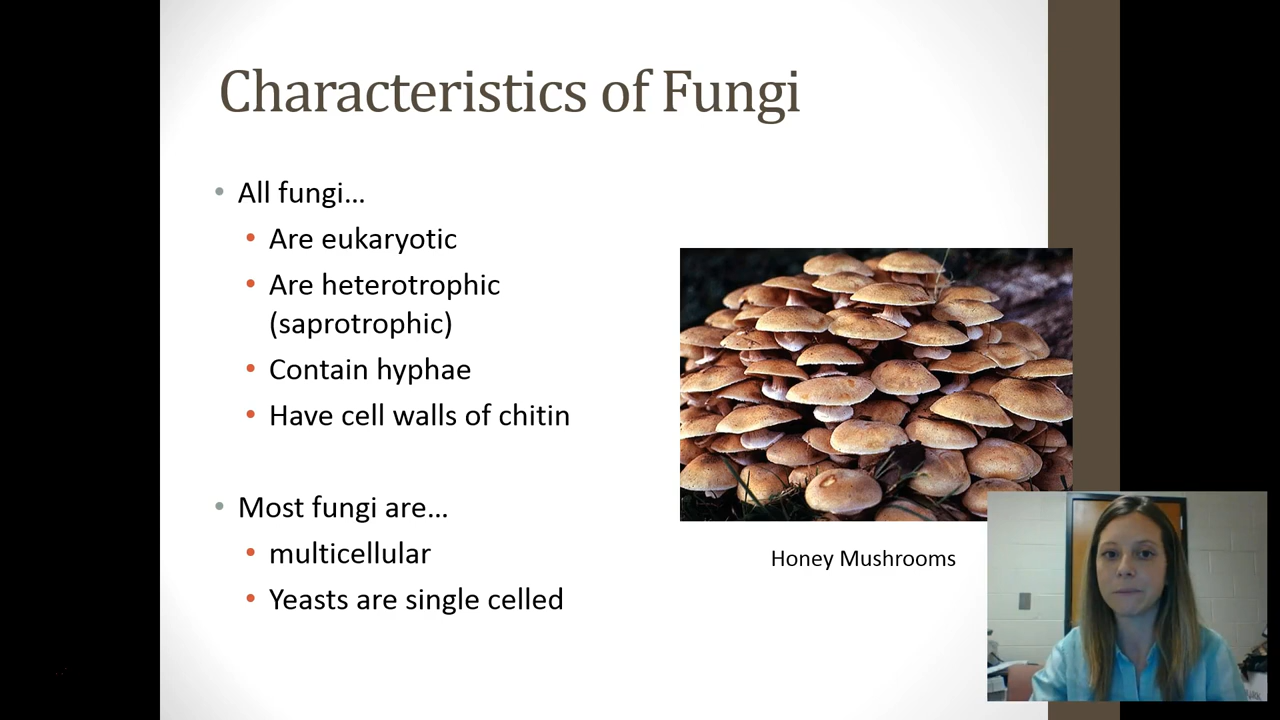 Characteristics of Fungi
• All fungi…
• Are eukaryotic
• Are heterotrophic
(saprotrophic)
• Contain hyphae
• Have cell walls of chitin
• Most fungi are…
• multicellular
• Yeasts are single celled
Honey Mushrooms